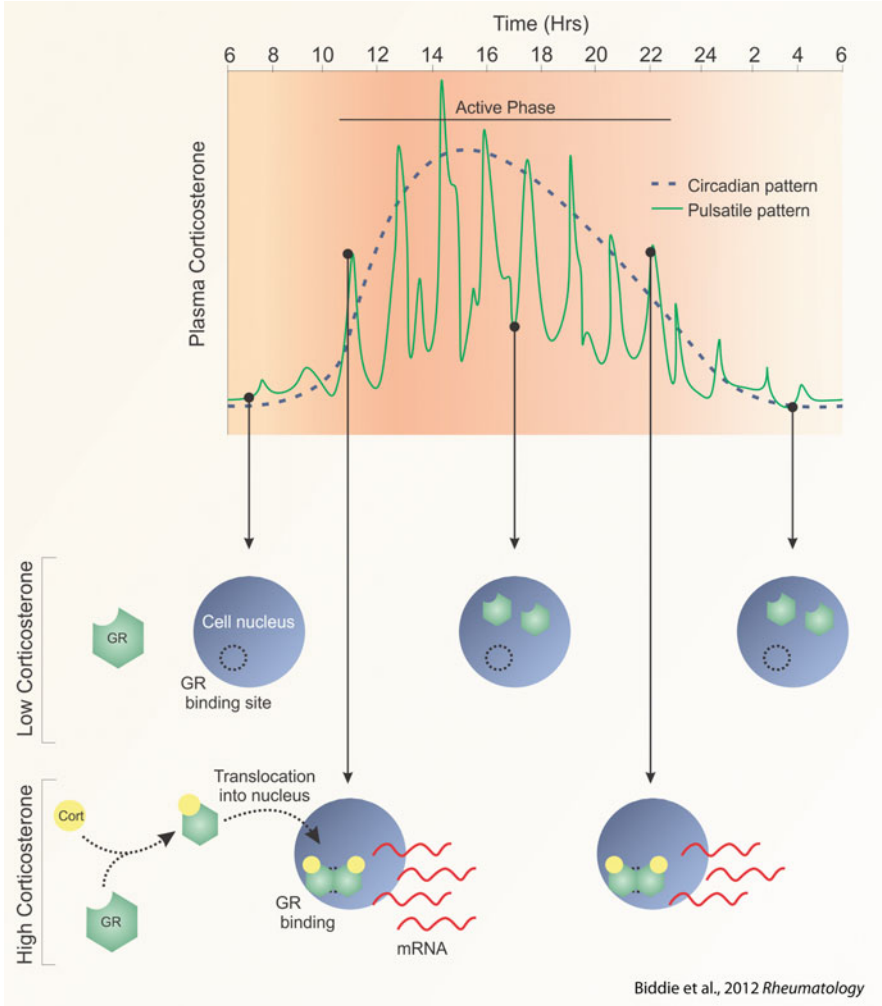 Time (Hrs)
6 8 10 12 14 16 18 20 22 24 2 4 6
Active Phase
Circadian pattern
Pulsatile pattern
Plasma Corticosterone
Low Corticosterone
GR
Cell nucleus
GR
binding site
High Corticosterone
Cort
GR
Translocation
into nucleus
GR
binding
mRNA
Biddie et al., 2012 Rheumatology